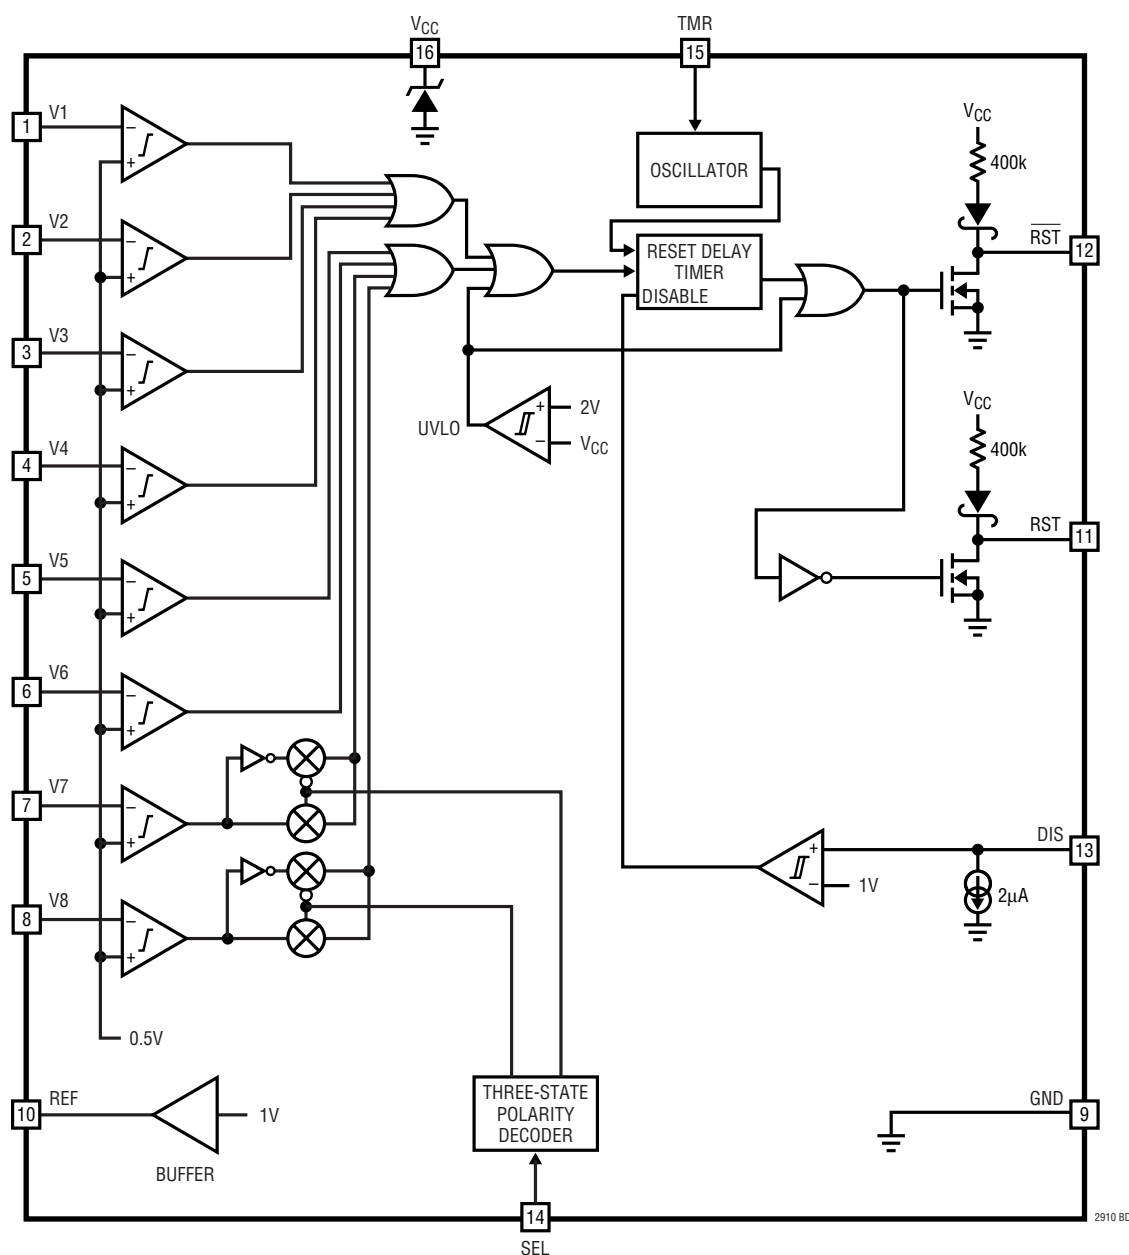 VCC
TMR
16
15
V1
1
−
+
VCC
400k
OSCILLATOR
V2
2
−
+
RST
12
RESET DELAY
TIMER
DISABLE
V3
3
−
+
VCC
400k
UVLO
+
−
2V
VCC
V4
4
−
+
RST
11
V5
5
−
+
V6
6
−
+
V7
7
−
+
DIS
13
+
−
1V
2µA
V8
8
−
+
0.5V
REF
10
1V
BUFFER
THREE-STATE
POLARITY
DECODER
GND
9
14
SEL
2910 BD